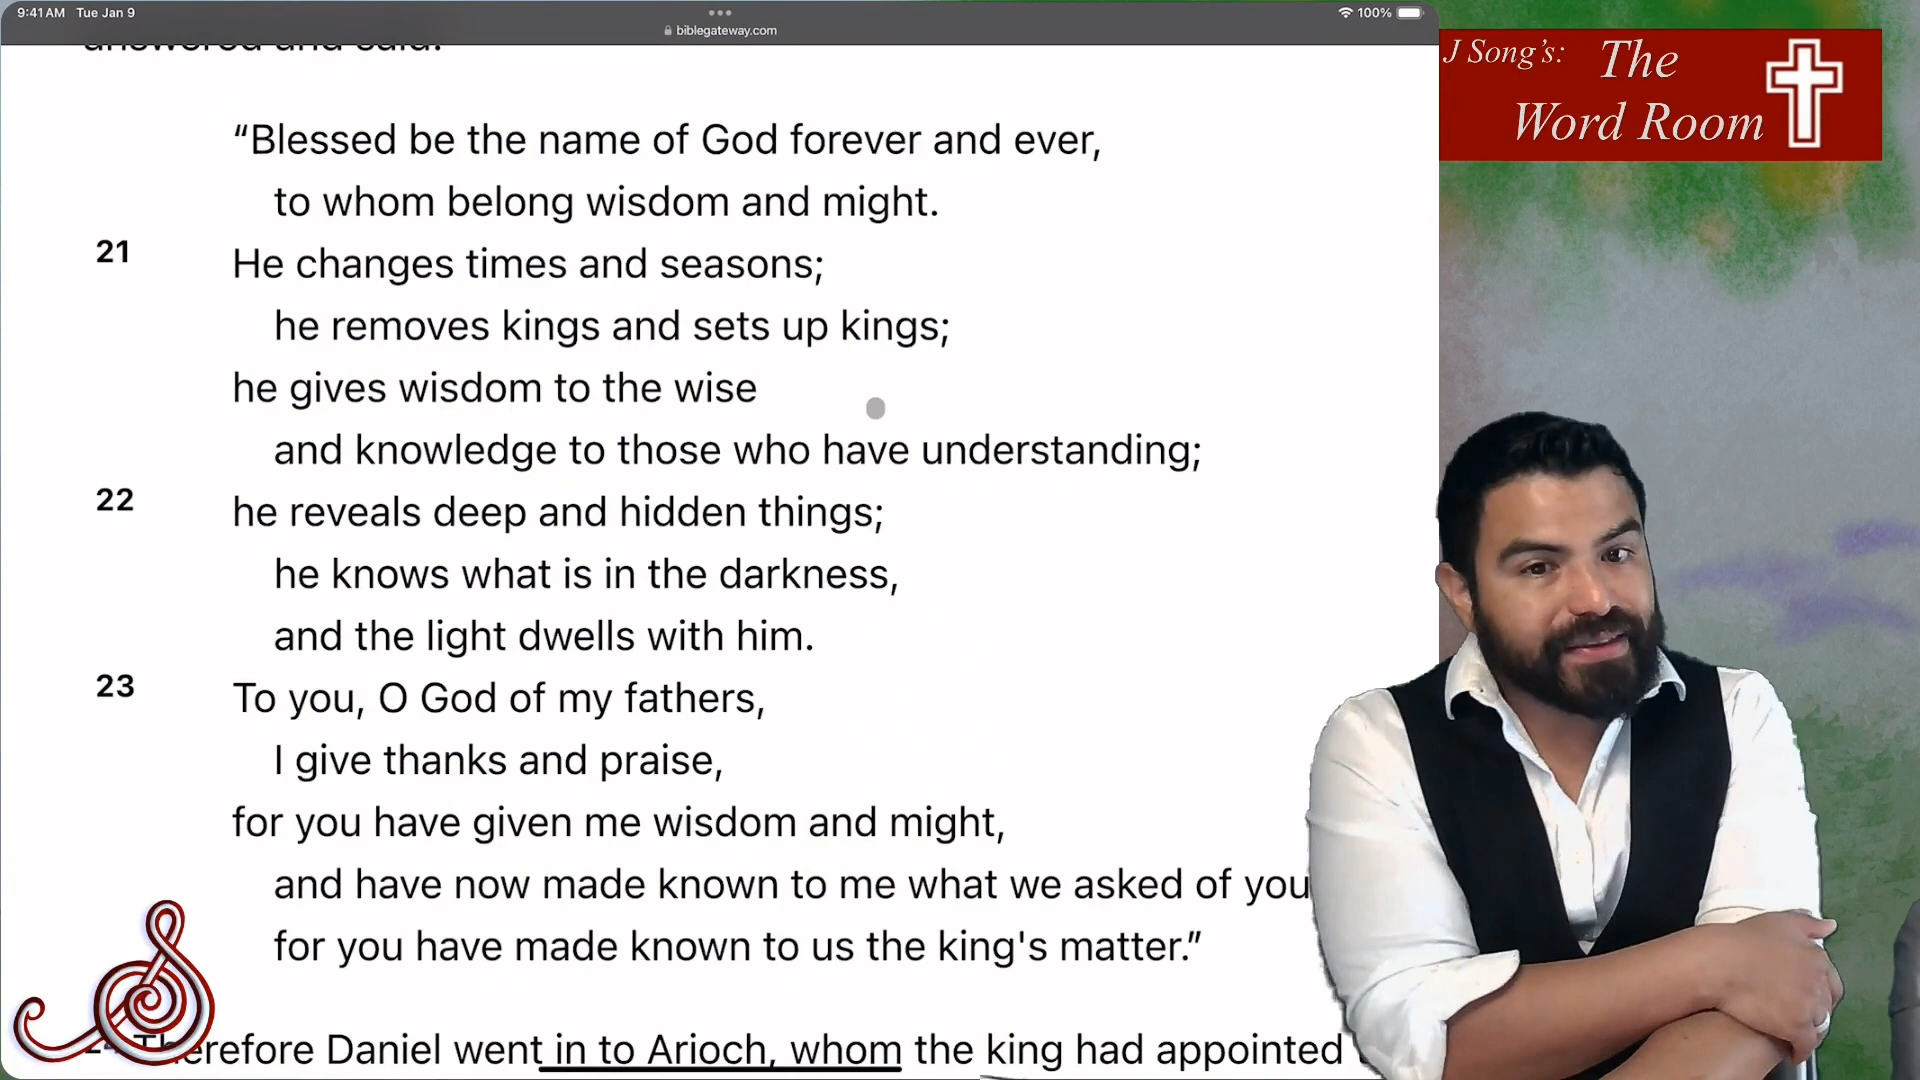 9:41 AM Tue Jan 9
100%
biblegateway.com
answered and said:
J Song's: The
Word Room
“Blessed be the name of God forever and ever,
to whom belong wisdom and might.
21 He changes times and seasons;
he removes kings and sets up kings;
he gives wisdom to the wise
and knowledge to those who have understanding;
22 he reveals deep and hidden things;
he knows what is in the darkness,
and the light dwells with him.
23 To you, O God of my fathers,
I give thanks and praise,
for you have given me wisdom and might,
and have now made known to me what we asked of you
for you have made known to us the king's matter.”
24 Therefore Daniel went in to Arioch, whom the king had appointed